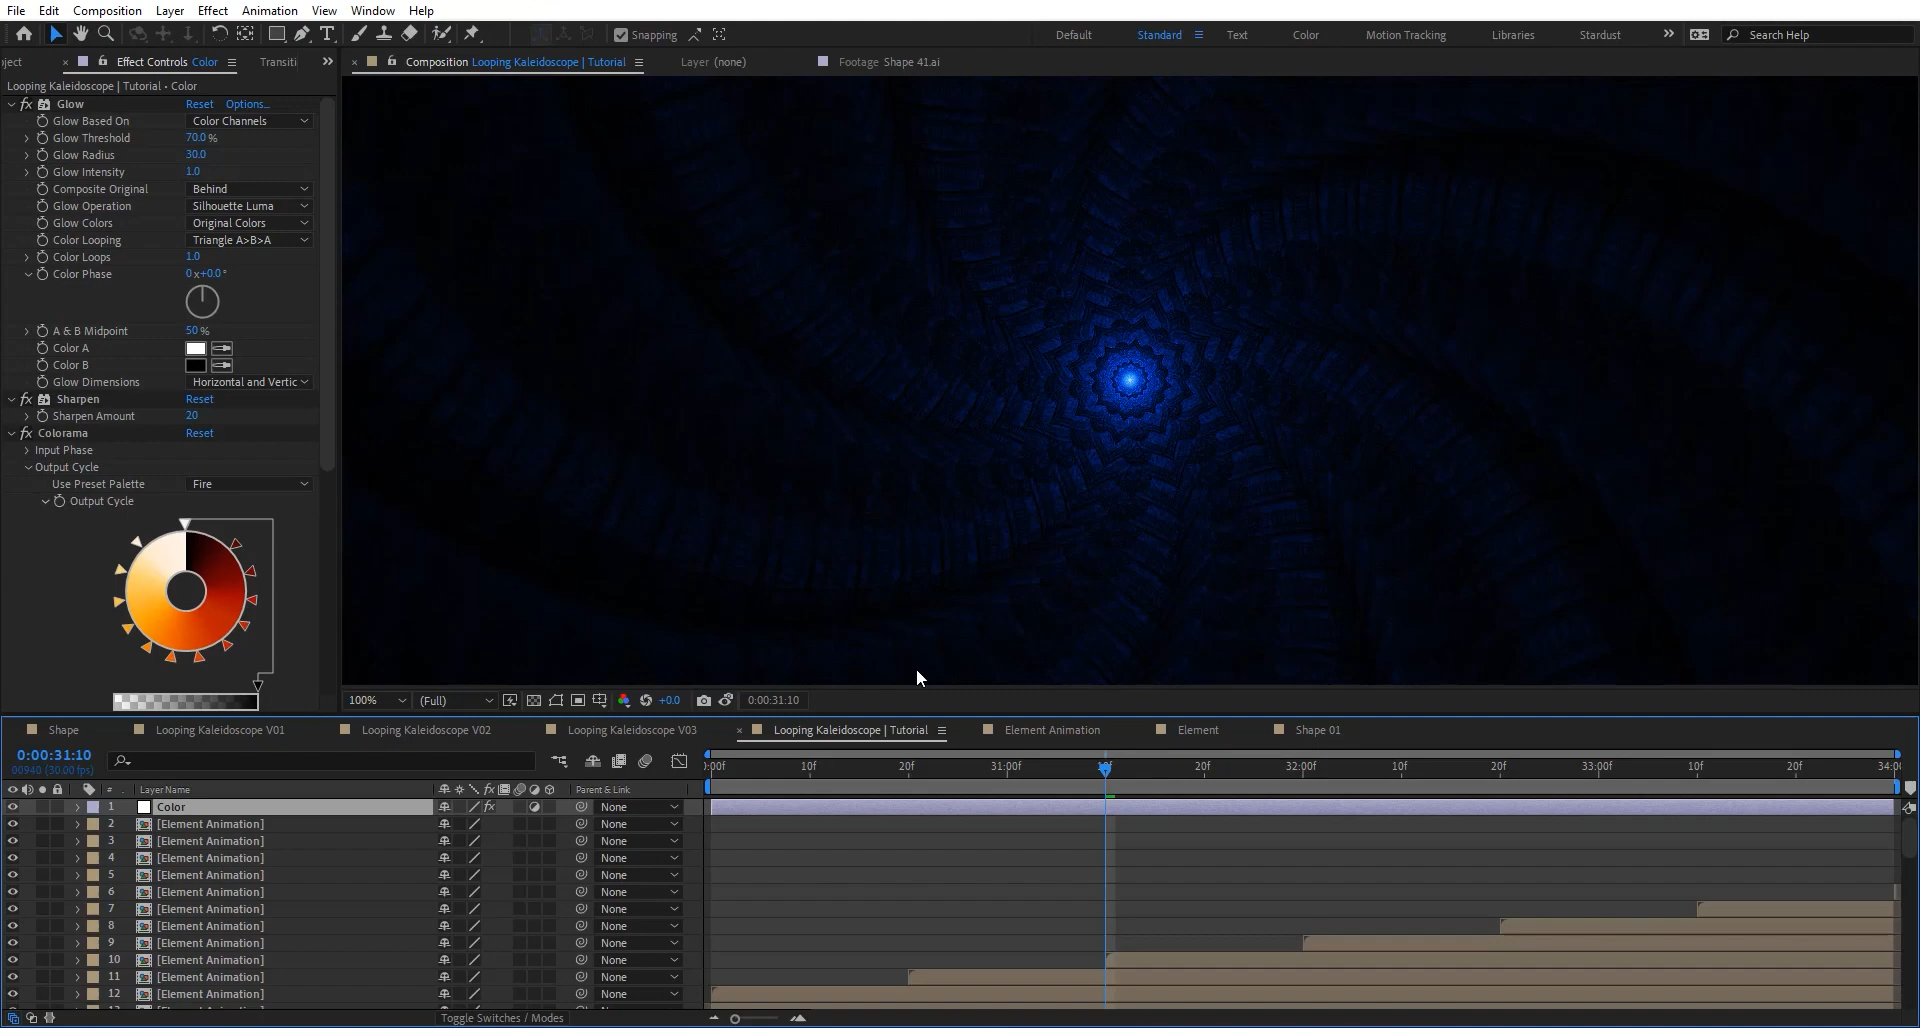 File Edit Composition Layer Effect Animation View Window Help
Snapping Default Standard Text Color Motion Tracking Libraries Stardust Search Help
ject Effect Controls Color Transiti Composition Looping Kaleidoscope | Tutorial Layer (none) Footage Shape 41.ai
Looping Kaleidoscope | Tutorial • Color
fx Glow Reset Options...
Glow Based On Color Channels
Glow Threshold 70.0 %
Glow Radius 30.0
Glow Intensity 1.0
Composite Original Behind
Glow Operation Silhouette Luma
Glow Colors Original Colors
Color Looping Triangle A>B>A
Color Loops 1.0
Color Phase 0 x+0.0 °
A & B Midpoint 50 %
Color A
Color B
Glow Dimensions Horizontal and Vertic
fx Sharpen Reset
Sharpen Amount 20
fx Colorama Reset
Input Phase
Output Cycle
Use Preset Palette Fire
Output Cycle
100% (Full) +0.0 0:00:31:10
Shape Looping Kaleidoscope V01 Looping Kaleidoscope V02 Looping Kaleidoscope V03 Looping Kaleidoscope | Tutorial Element Animation Element Shape 01
0:00:31:10
00940 (30.00 fps)
:00f 10f 20f 31:00f 20f 32:00f 10f 20f 33:00f 10f 20f 34:0
# Layer Name fx Parent & Link
1 Color fx None
2 [Element Animation] None
3 [Element Animation] None
4 [Element Animation] None
5 [Element Animation] None
6 [Element Animation] None
7 [Element Animation] None
8 [Element Animation] None
9 [Element Animation] None
10 [Element Animation] None
11 [Element Animation] None
12 [Element Animation] None
Toggle Switches / Modes